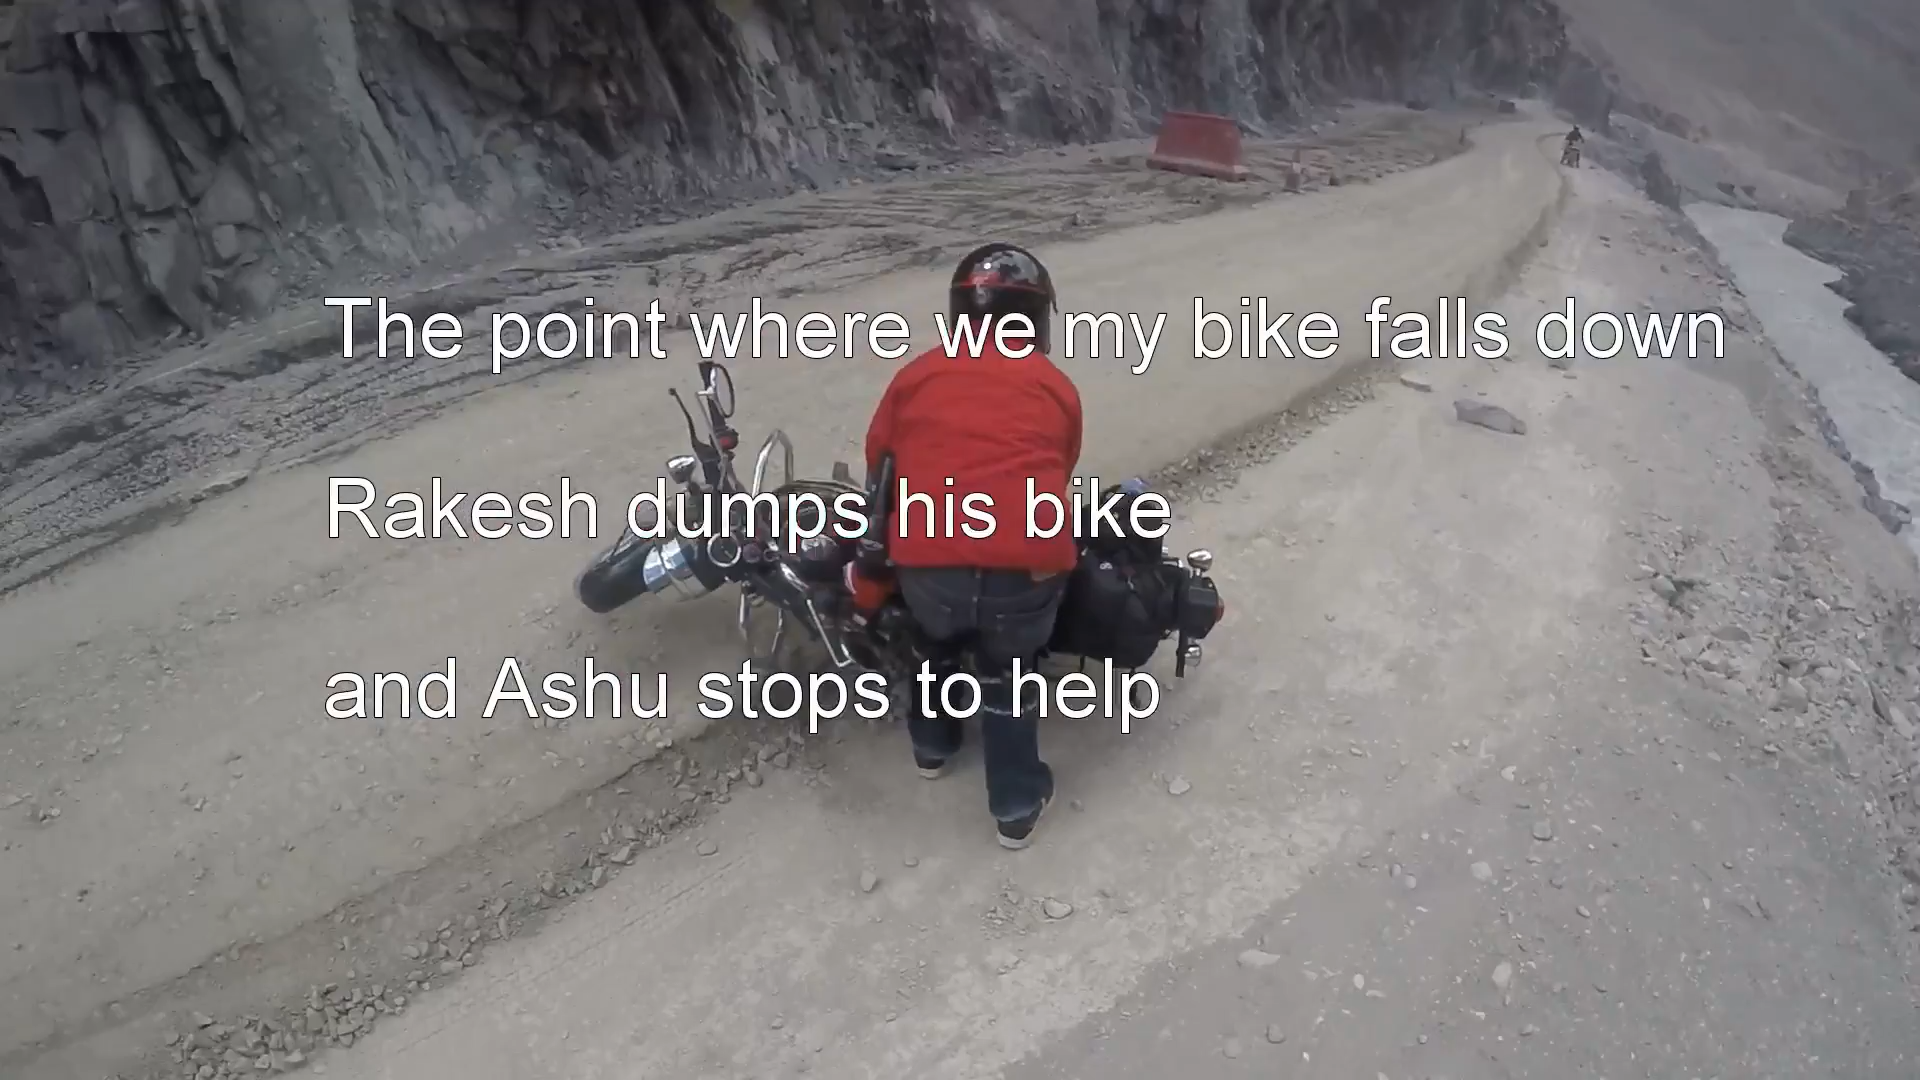 The point where we my bike falls down
Rakesh dumps his bike
and Ashu stops to help